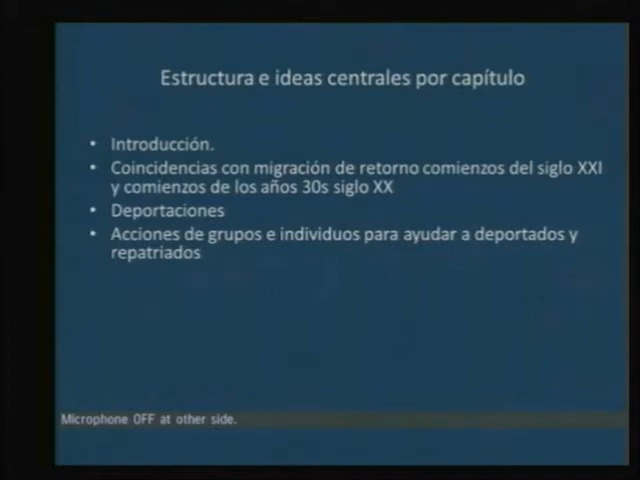 Estructura e ideas centrales por capítulo
• Introducción.
• Coincidencias con migración de retorno comienzos del siglo XXI
y comienzos de los años 30s siglo XX
• Deportaciones
• Acciones de grupos e individuos para ayudar a deportados y
repatriados
Microphone OFF at other side.